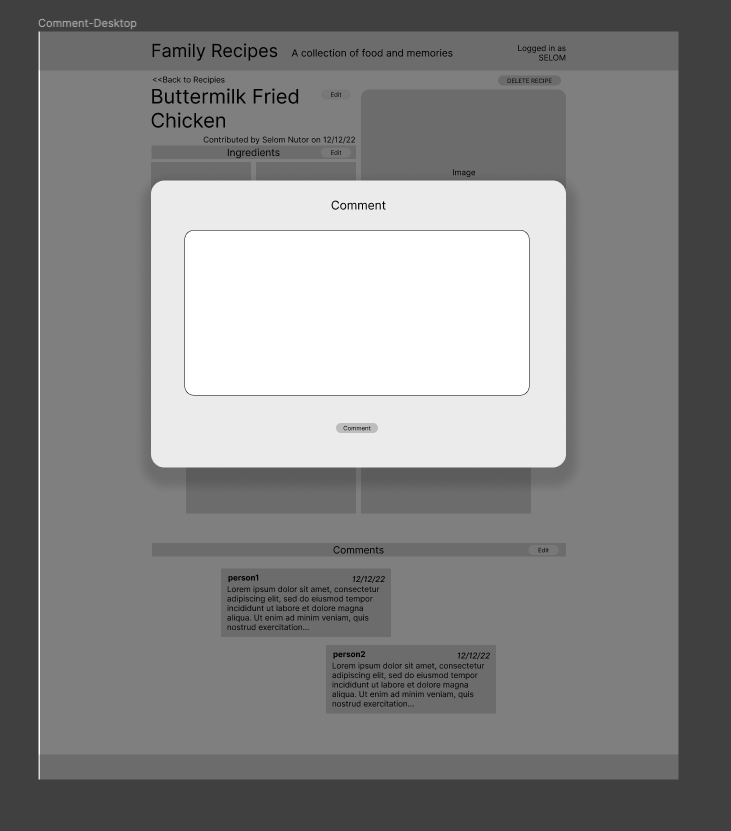 Comment-Desktop
Family Recipes A collection of food and memories Logged in as
SELOM
<<Back to Recipies DELETE RECIPE
Buttermilk Fried Edit
Chicken
Contributed by Selom Nutor on 12/12/22
Ingredients Edit
Image
Comment
Comment
Comments Edit
person1 12/12/22
Lorem ipsum dolor sit amet, consectetur
adipiscing elit, sed do eiusmod tempor
incididunt ut labore et dolore magna
aliqua. Ut enim ad minim veniam, quis
nostrud exercitation...
person2 12/12/22
Lorem ipsum dolor sit amet, consectetur
adipiscing elit, sed do eiusmod tempor
incididunt ut labore et dolore magna
aliqua. Ut enim ad minim veniam, quis
nostrud exercitation...